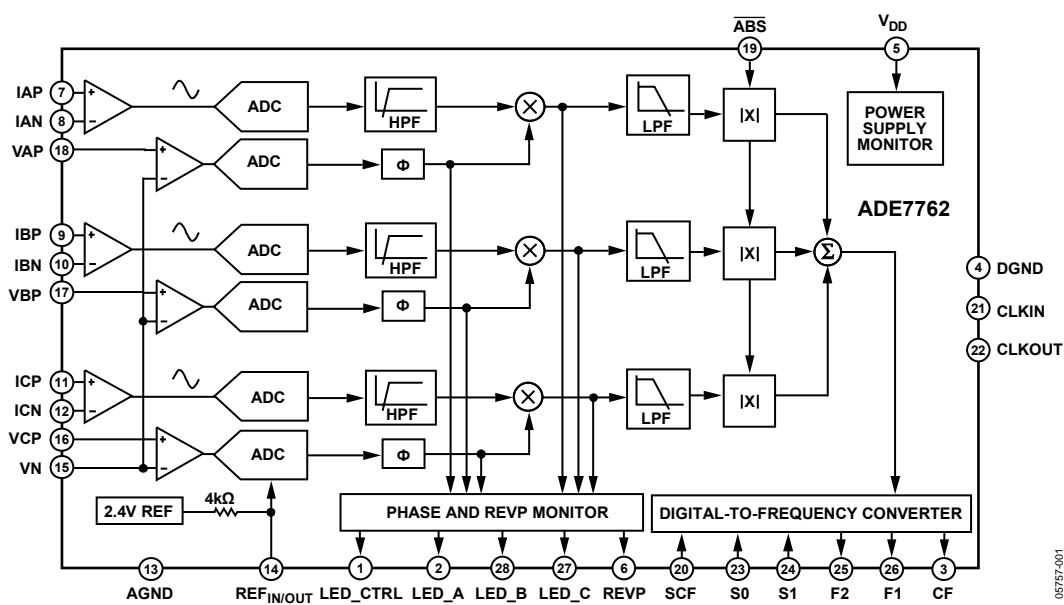 ABS
VDD
19
5
IAP 7 + ADC HPF × LPF |X| POWER SUPPLY MONITOR
IAN 8 −
VAP 18 + − ADC Φ
ADE7762
IBP 9 + ADC HPF × LPF |X| Σ
IBN 10 −
4 DGND
VBP 17 + − ADC Φ
21 CLKIN
22 CLKOUT
ICP 11 + ADC HPF × LPF |X|
ICN 12 −
VCP 16 + ADC Φ
VN 15 −
2.4V REF 4kΩ
PHASE AND REVP MONITOR
DIGITAL-TO-FREQUENCY CONVERTER
13 14 1 2 28 27 6 20 23 24 25 26 3
AGND REFIN/OUT LED_CTRL LED_A LED_B LED_C REVP SCF S0 S1 F2 F1 CF
05757-001